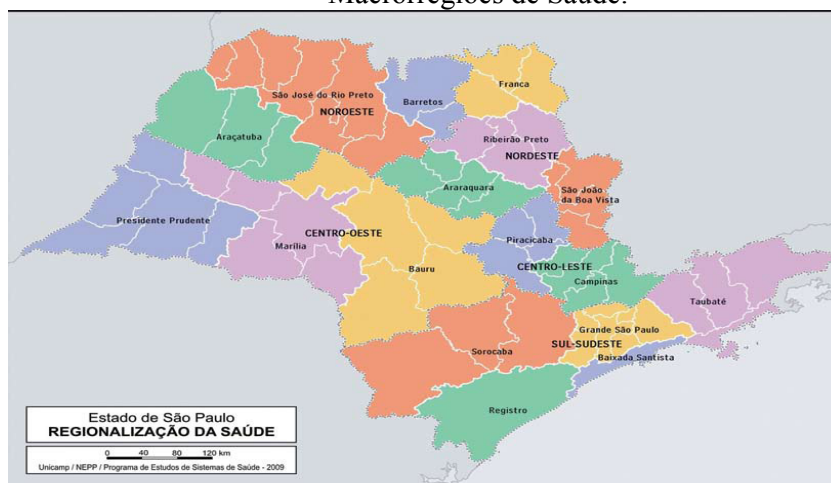 Macrorregiões de Saúde.
Franca
São José do Rio Preto
NOROESTE
Barretos
Araçatuba
Ribeirão Preto
NORDESTE
Araraquara
São João
da Boa Vista
Presidente Prudente
CENTRO-OESTE
Marília
Piracicaba
Bauru
CENTRO-LESTE
Campinas
Taubaté
Grande São Paulo
SUL-SUDESTE
Sorocaba
Baixada Santista
Registro
Estado de São Paulo
REGIONALIZAÇÃO DA SAÚDE
0 40 80 120 km
Unicamp / NEPP / Programa de Estudos de Sistemas de Saúde - 2009